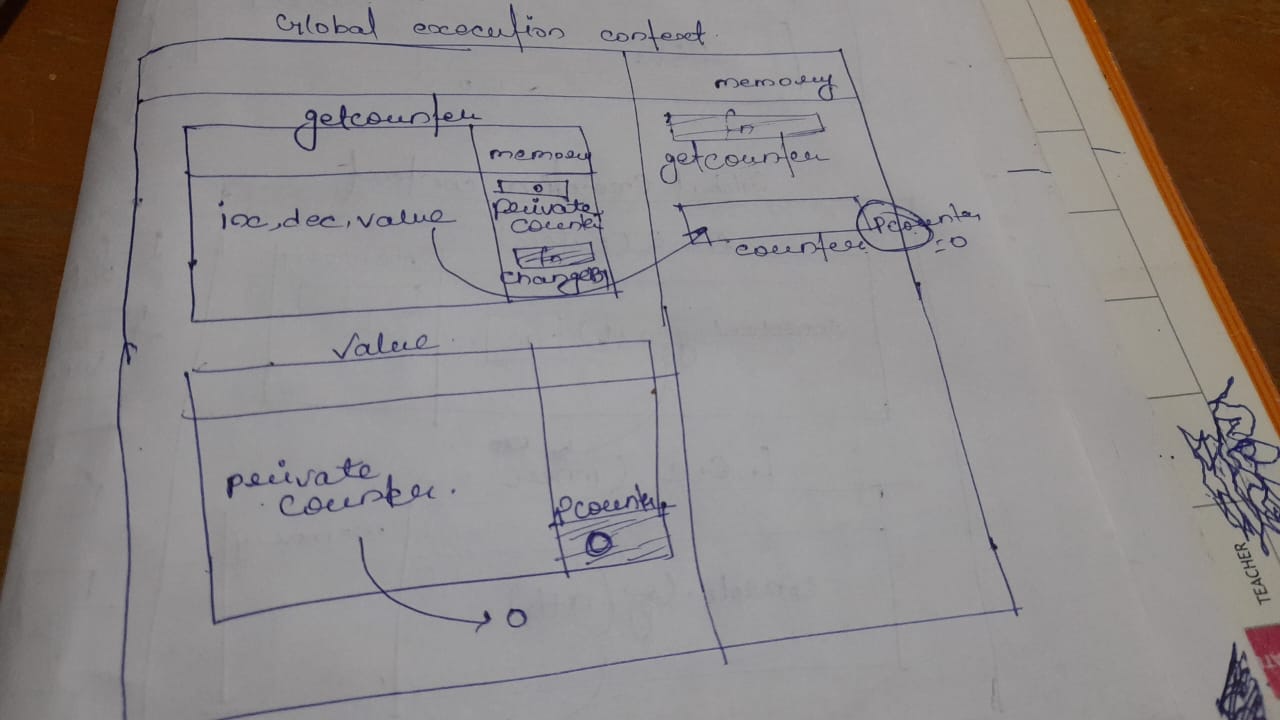 Global execution context.
memory
getcounter
fn
getcounter
memory
0
private
counter
inc, dec, value
fn
changeBy
counter
Pcounter
=0
value
private
counter.
Pcounter
0
0
TEACHER